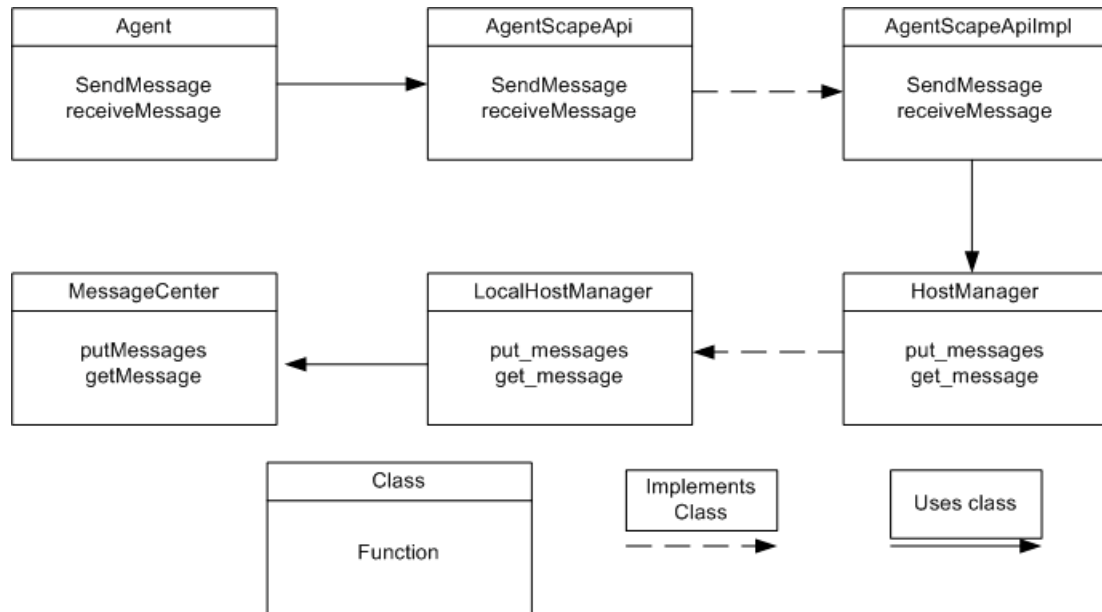 Agent
SendMessage
receiveMessage
AgentScapeApi
SendMessage
receiveMessage
AgentScapeApiImpl
SendMessage
receiveMessage
MessageCenter
putMessages
getMessage
LocalHostManager
put_messages
get_message
HostManager
put_messages
get_message
Class
Function
Implements
Class
Uses class